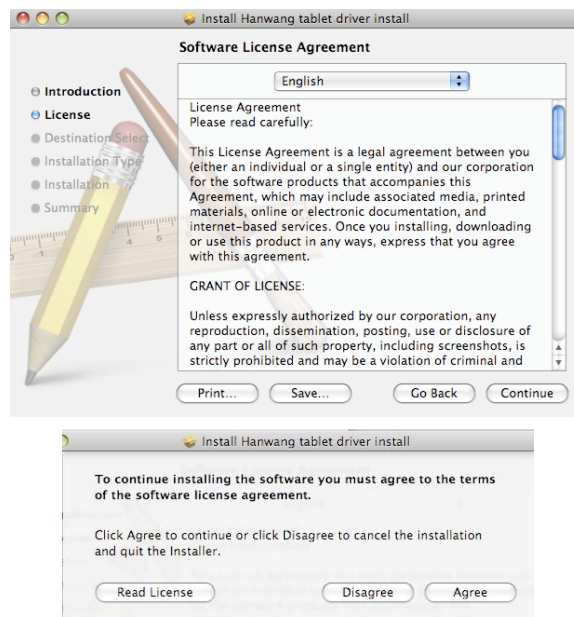 Install Hanwang tablet driver install
Software License Agreement
Introduction
License
Destination Select
Installation Type
Installation
Summary
English
License Agreement
Please read carefully:
This License Agreement is a legal agreement between you
(either an individual or a single entity) and our corporation
for the software products that accompanies this
Agreement, which may include associated media, printed
materials, online or electronic documentation, and
internet-based services. Once you installing, downloading
or use this product in any ways, express that you agree
with this agreement.
GRANT OF LICENSE:
Unless expressly authorized by our corporation, any
reproduction, dissemination, posting, use or disclosure of
any part or all of such property, including screenshots, is
strictly prohibited and may be a violation of criminal and
Print... Save... Go Back Continue
Install Hanwang tablet driver install
To continue installing the software you must agree to the terms
of the software license agreement.
Click Agree to continue or click Disagree to cancel the installation
and quit the Installer.
Read License Disagree Agree